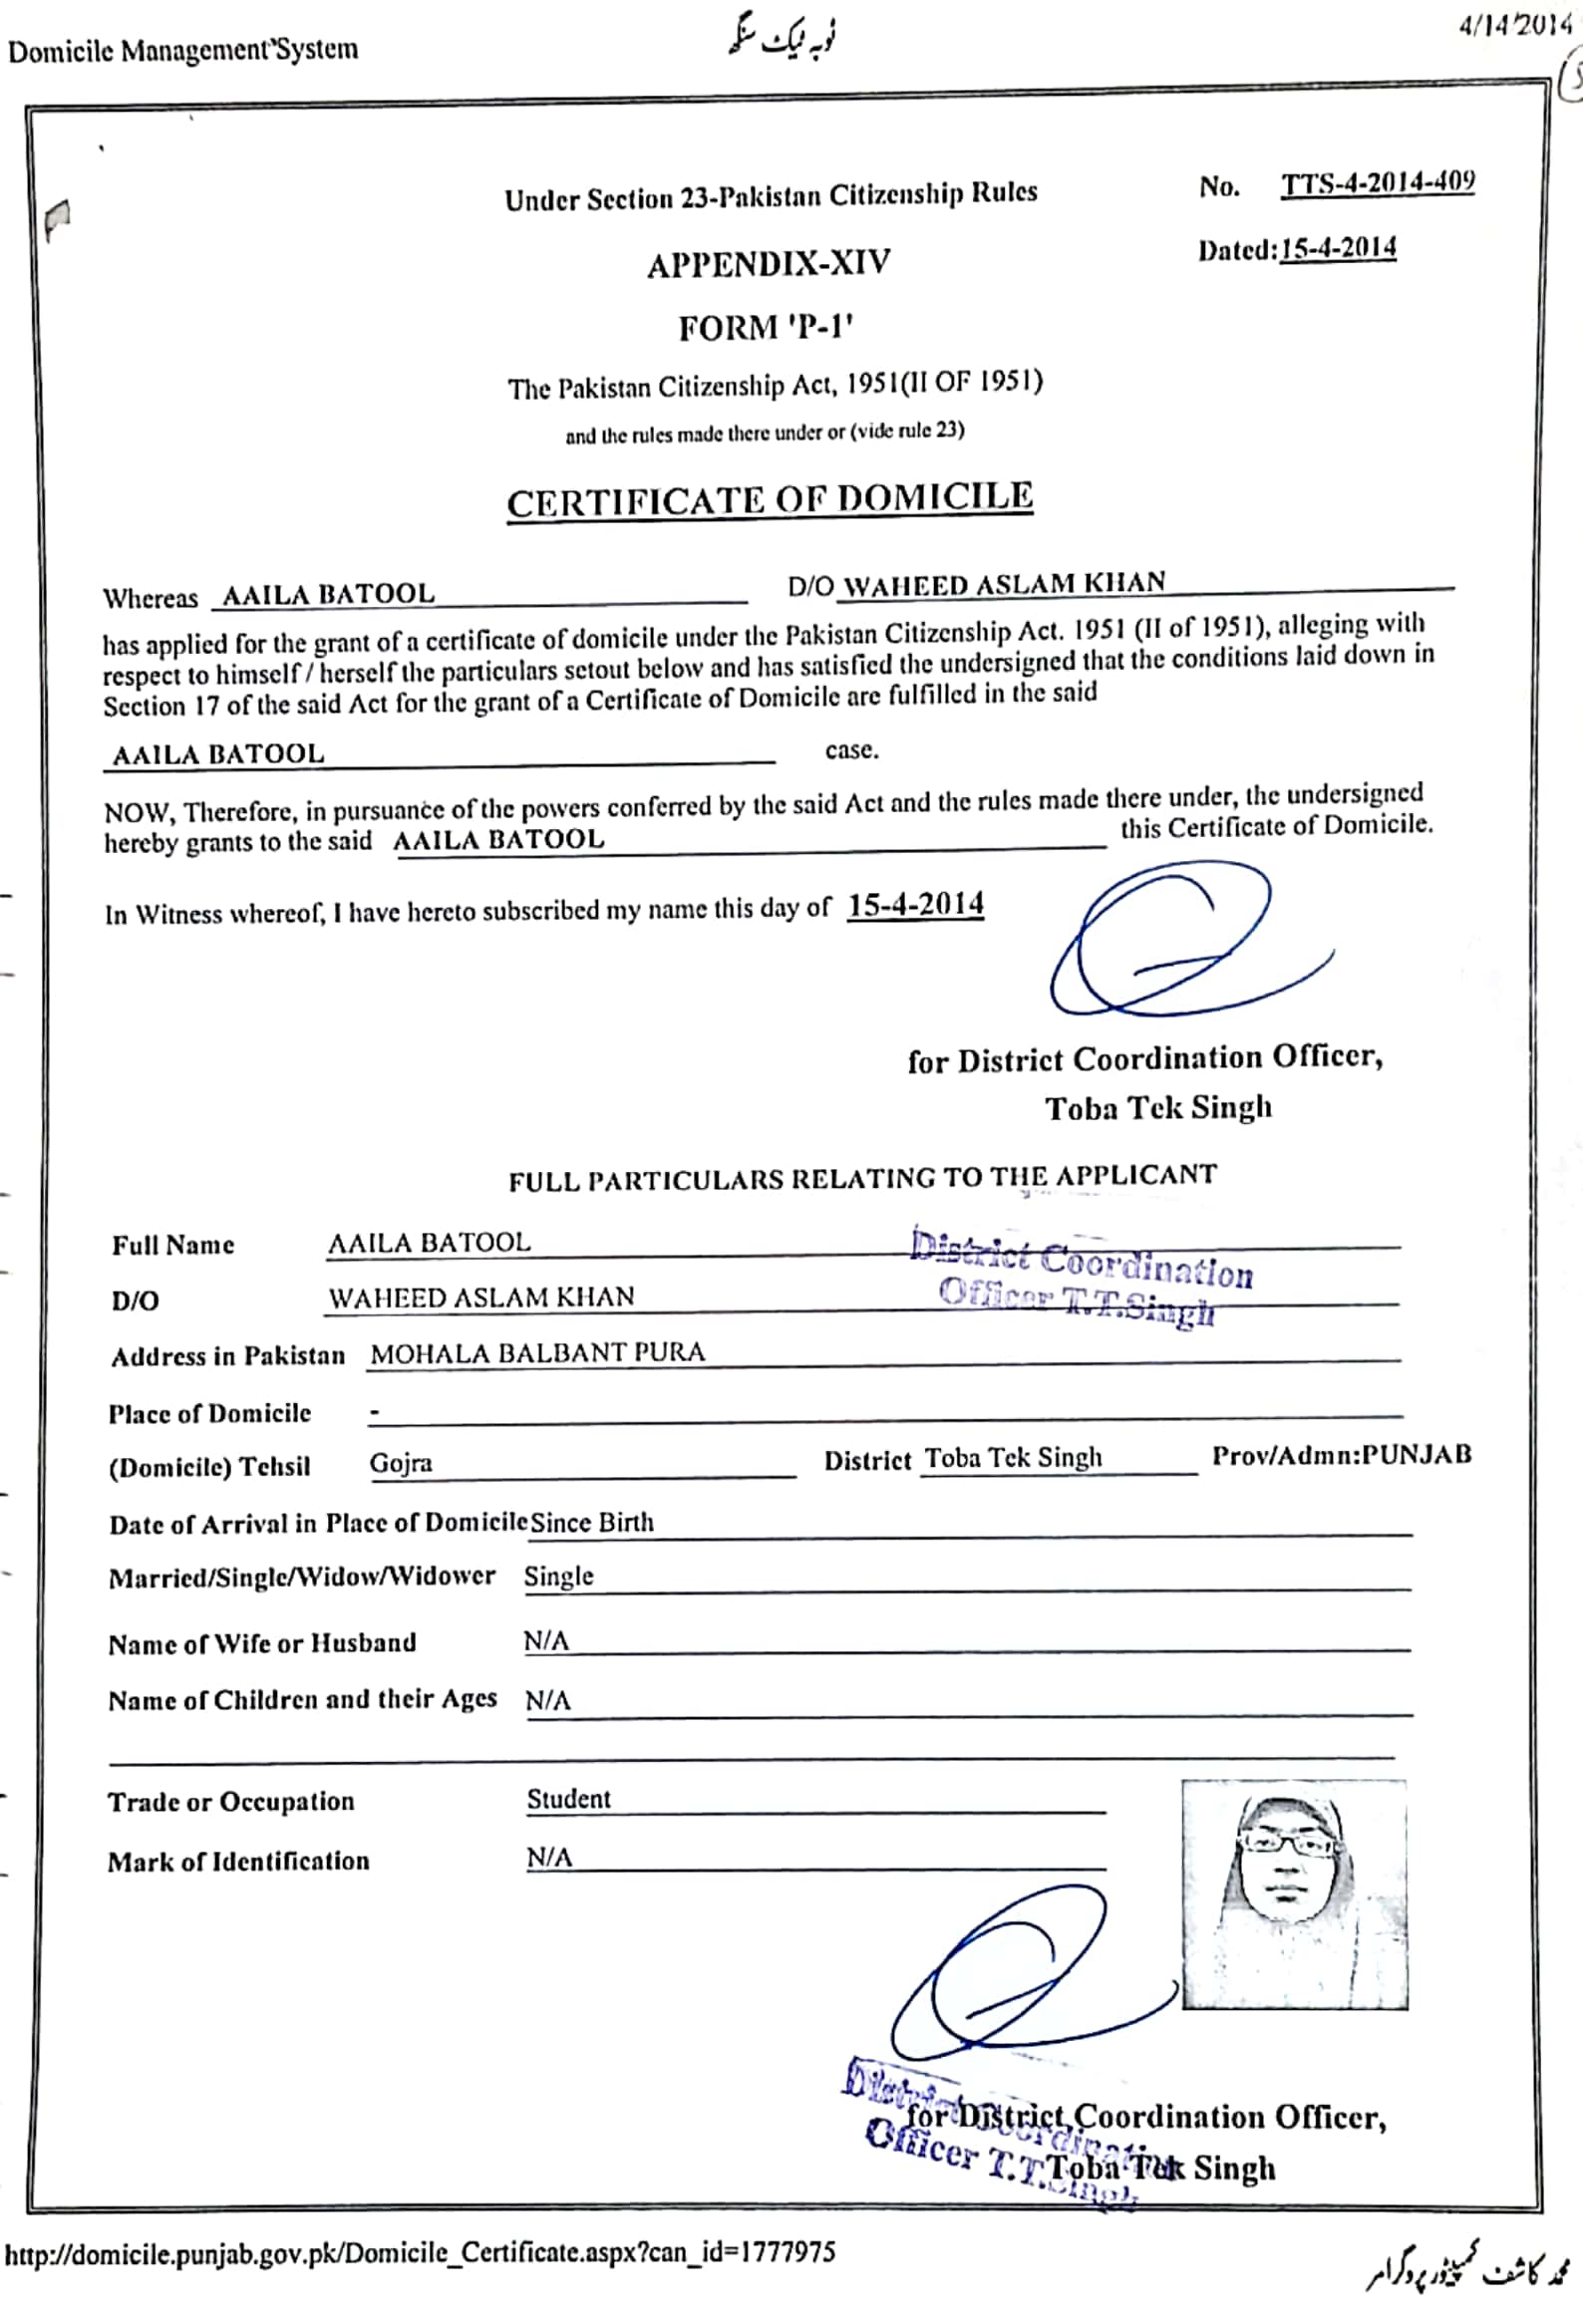 Domicile Management System
ٹوبہ ٹیک سنگھ
4/14/2014
Under Section 23-Pakistan Citizenship Rules
No. TTS-4-2014-409
Dated:15-4-2014
APPENDIX-XIV
FORM 'P-1'
The Pakistan Citizenship Act, 1951(II OF 1951)
and the rules made there under or (vide rule 23)
CERTIFICATE OF DOMICILE
Whereas AAILA BATOOL D/O WAHEED ASLAM KHAN
has applied for the grant of a certificate of domicile under the Pakistan Citizenship Act. 1951 (II of 1951), alleging with
respect to himself / herself the particulars setout below and has satisfied the undersigned that the conditions laid down in
Section 17 of the said Act for the grant of a Certificate of Domicile are fulfilled in the said
AAILA BATOOL case.
NOW, Therefore, in pursuance of the powers conferred by the said Act and the rules made there under, the undersigned
hereby grants to the said AAILA BATOOL this Certificate of Domicile.
In Witness whereof, I have hereto subscribed my name this day of 15-4-2014
for District Coordination Officer,
Toba Tek Singh
FULL PARTICULARS RELATING TO THE APPLICANT
Full Name AAILA BATOOL
District Coordination
D/O WAHEED ASLAM KHAN
Officer T.T.Singh
Address in Pakistan MOHALA BALBANT PURA
Place of Domicile -
(Domicile) Tehsil Gojra District Toba Tek Singh Prov/Admn:PUNJAB
Date of Arrival in Place of Domicile Since Birth
Married/Single/Widow/Widower Single
Name of Wife or Husband N/A
Name of Children and their Ages N/A
Trade or Occupation Student
Mark of Identification N/A
District Coordination
for District Coordination Officer,
Officer T.T.Singh
Toba Tek Singh
http://domicile.punjab.gov.pk/Domicile_Certificate.aspx?can_id=1777975
محمد کاشف کمپیوٹر پروگرامر